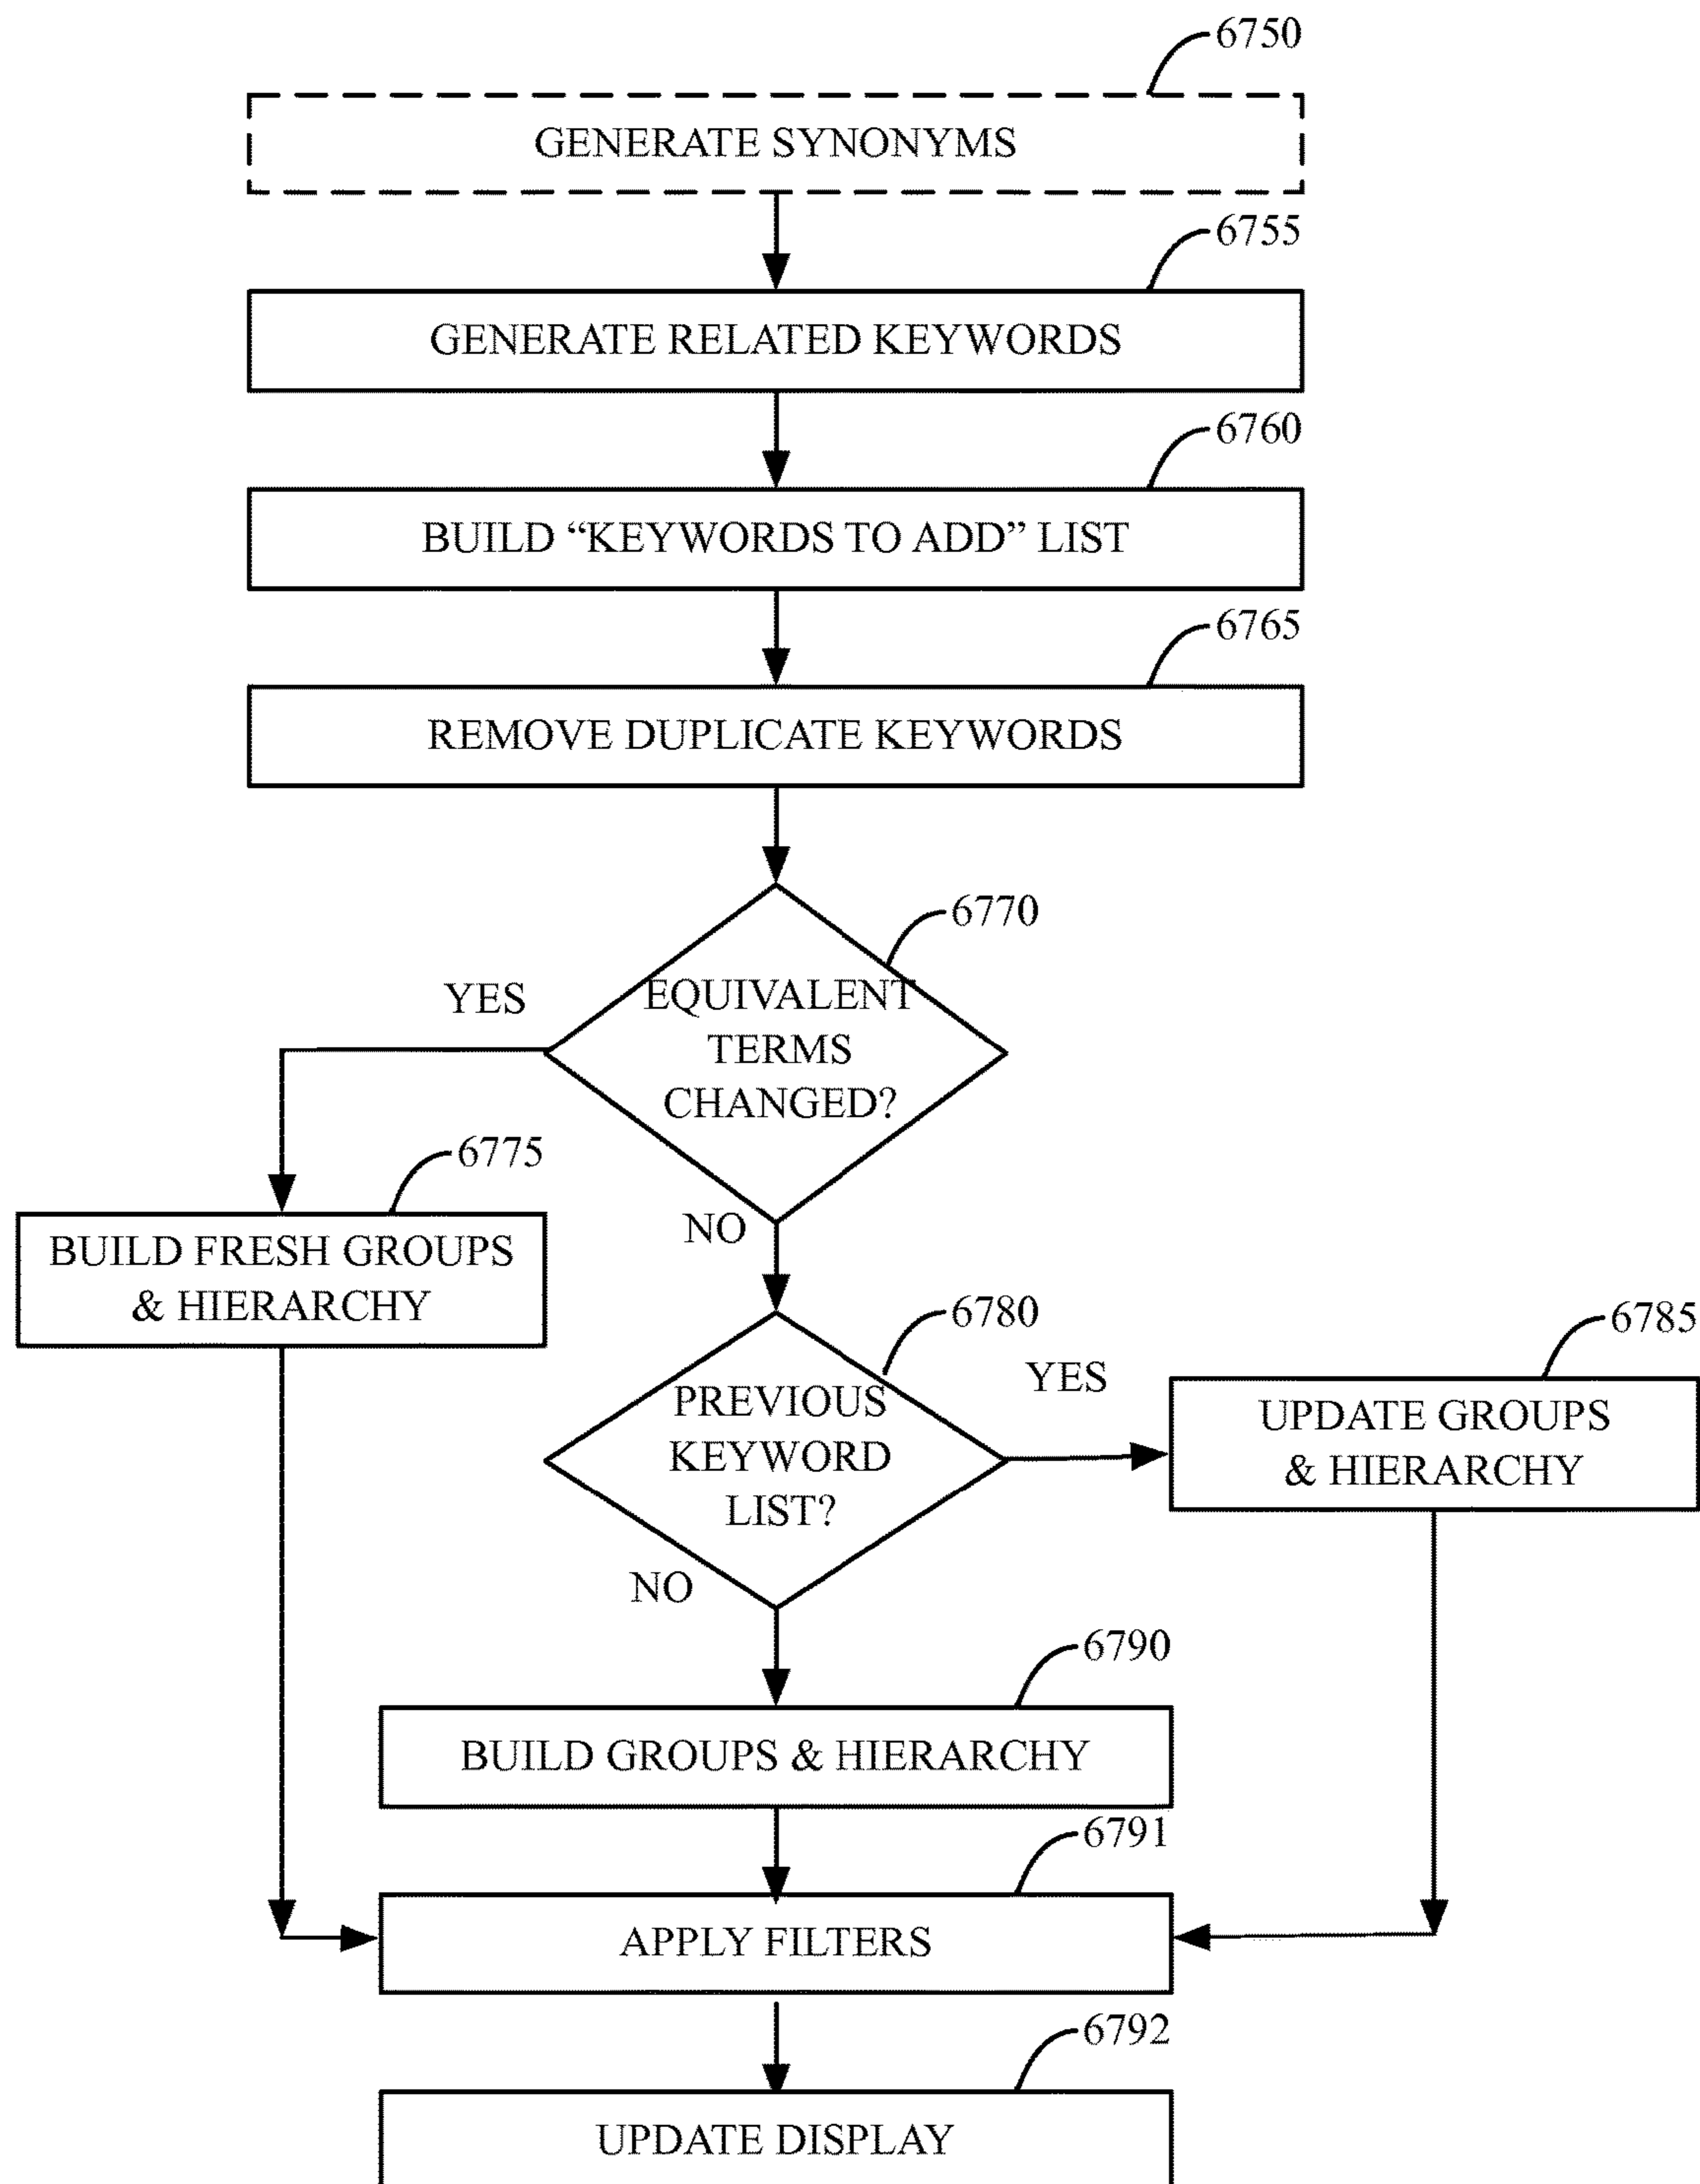 6750
GENERATE SYNONYMS
6755
GENERATE RELATED KEYWORDS
6760
BUILD “KEYWORDS TO ADD” LIST
6765
REMOVE DUPLICATE KEYWORDS
6770
YES
EQUIVALENT
TERMS
CHANGED?
6775
NO
BUILD FRESH GROUPS
& HIERARCHY
6780
6785
YES
PREVIOUS
KEYWORD
LIST?
UPDATE GROUPS
& HIERARCHY
NO
6790
BUILD GROUPS & HIERARCHY
6791
APPLY FILTERS
6792
UPDATE DISPLAY